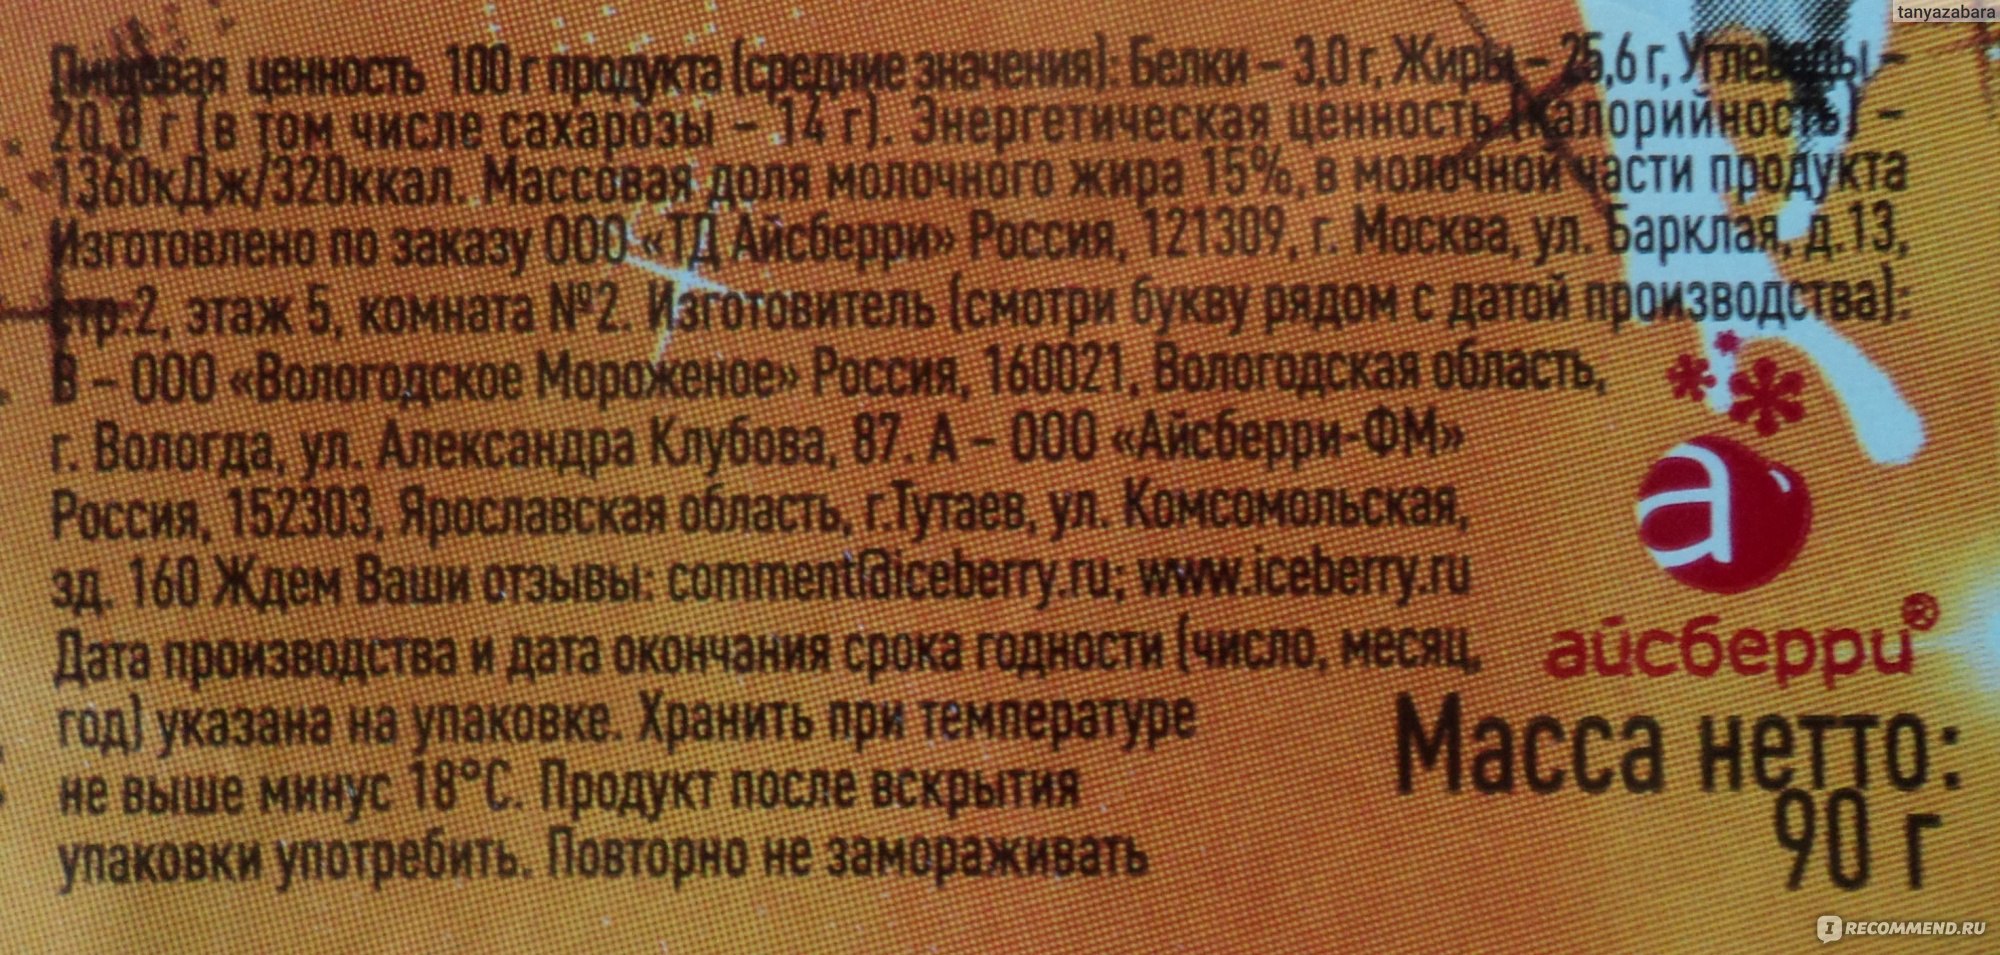 tanyazabara
Пищевая ценность 100 г продукта (средние значения): Белки – 3,0 г, Жиры – 25,6 г, Углеводы –
20,0 г (в том числе сахарозы – 14 г). Энергетическая ценность (калорийность) –
1360кДж/320ккал. Массовая доля молочного жира 15%, в молочной части продукта
Изготовлено по заказу ООО «ТД Айсберри» Россия, 121309, г. Москва, ул. Барклая, д.13,
стр.2, этаж 5, комната №2. Изготовитель (смотри букву рядом с датой производства):
В – ООО «Вологодское Мороженое» Россия, 160021, Вологодская область,
г. Вологда, ул. Александра Клубова, 87. А – ООО «Айсберри-ФМ»
Россия, 152303, Ярославская область, г.Тутаев, ул. Комсомольская,
зд. 160 Ждем Ваши отзывы: comment@iceberry.ru; www.iceberry.ru
Дата производства и дата окончания срока годности (число, месяц,
год) указана на упаковке. Хранить при температуре
не выше минус 18°С. Продукт после вскрытия
упаковки употребить. Повторно не замораживать
а
айсберри®
Масса нетто:
90 г
IRECOMMEND.RU